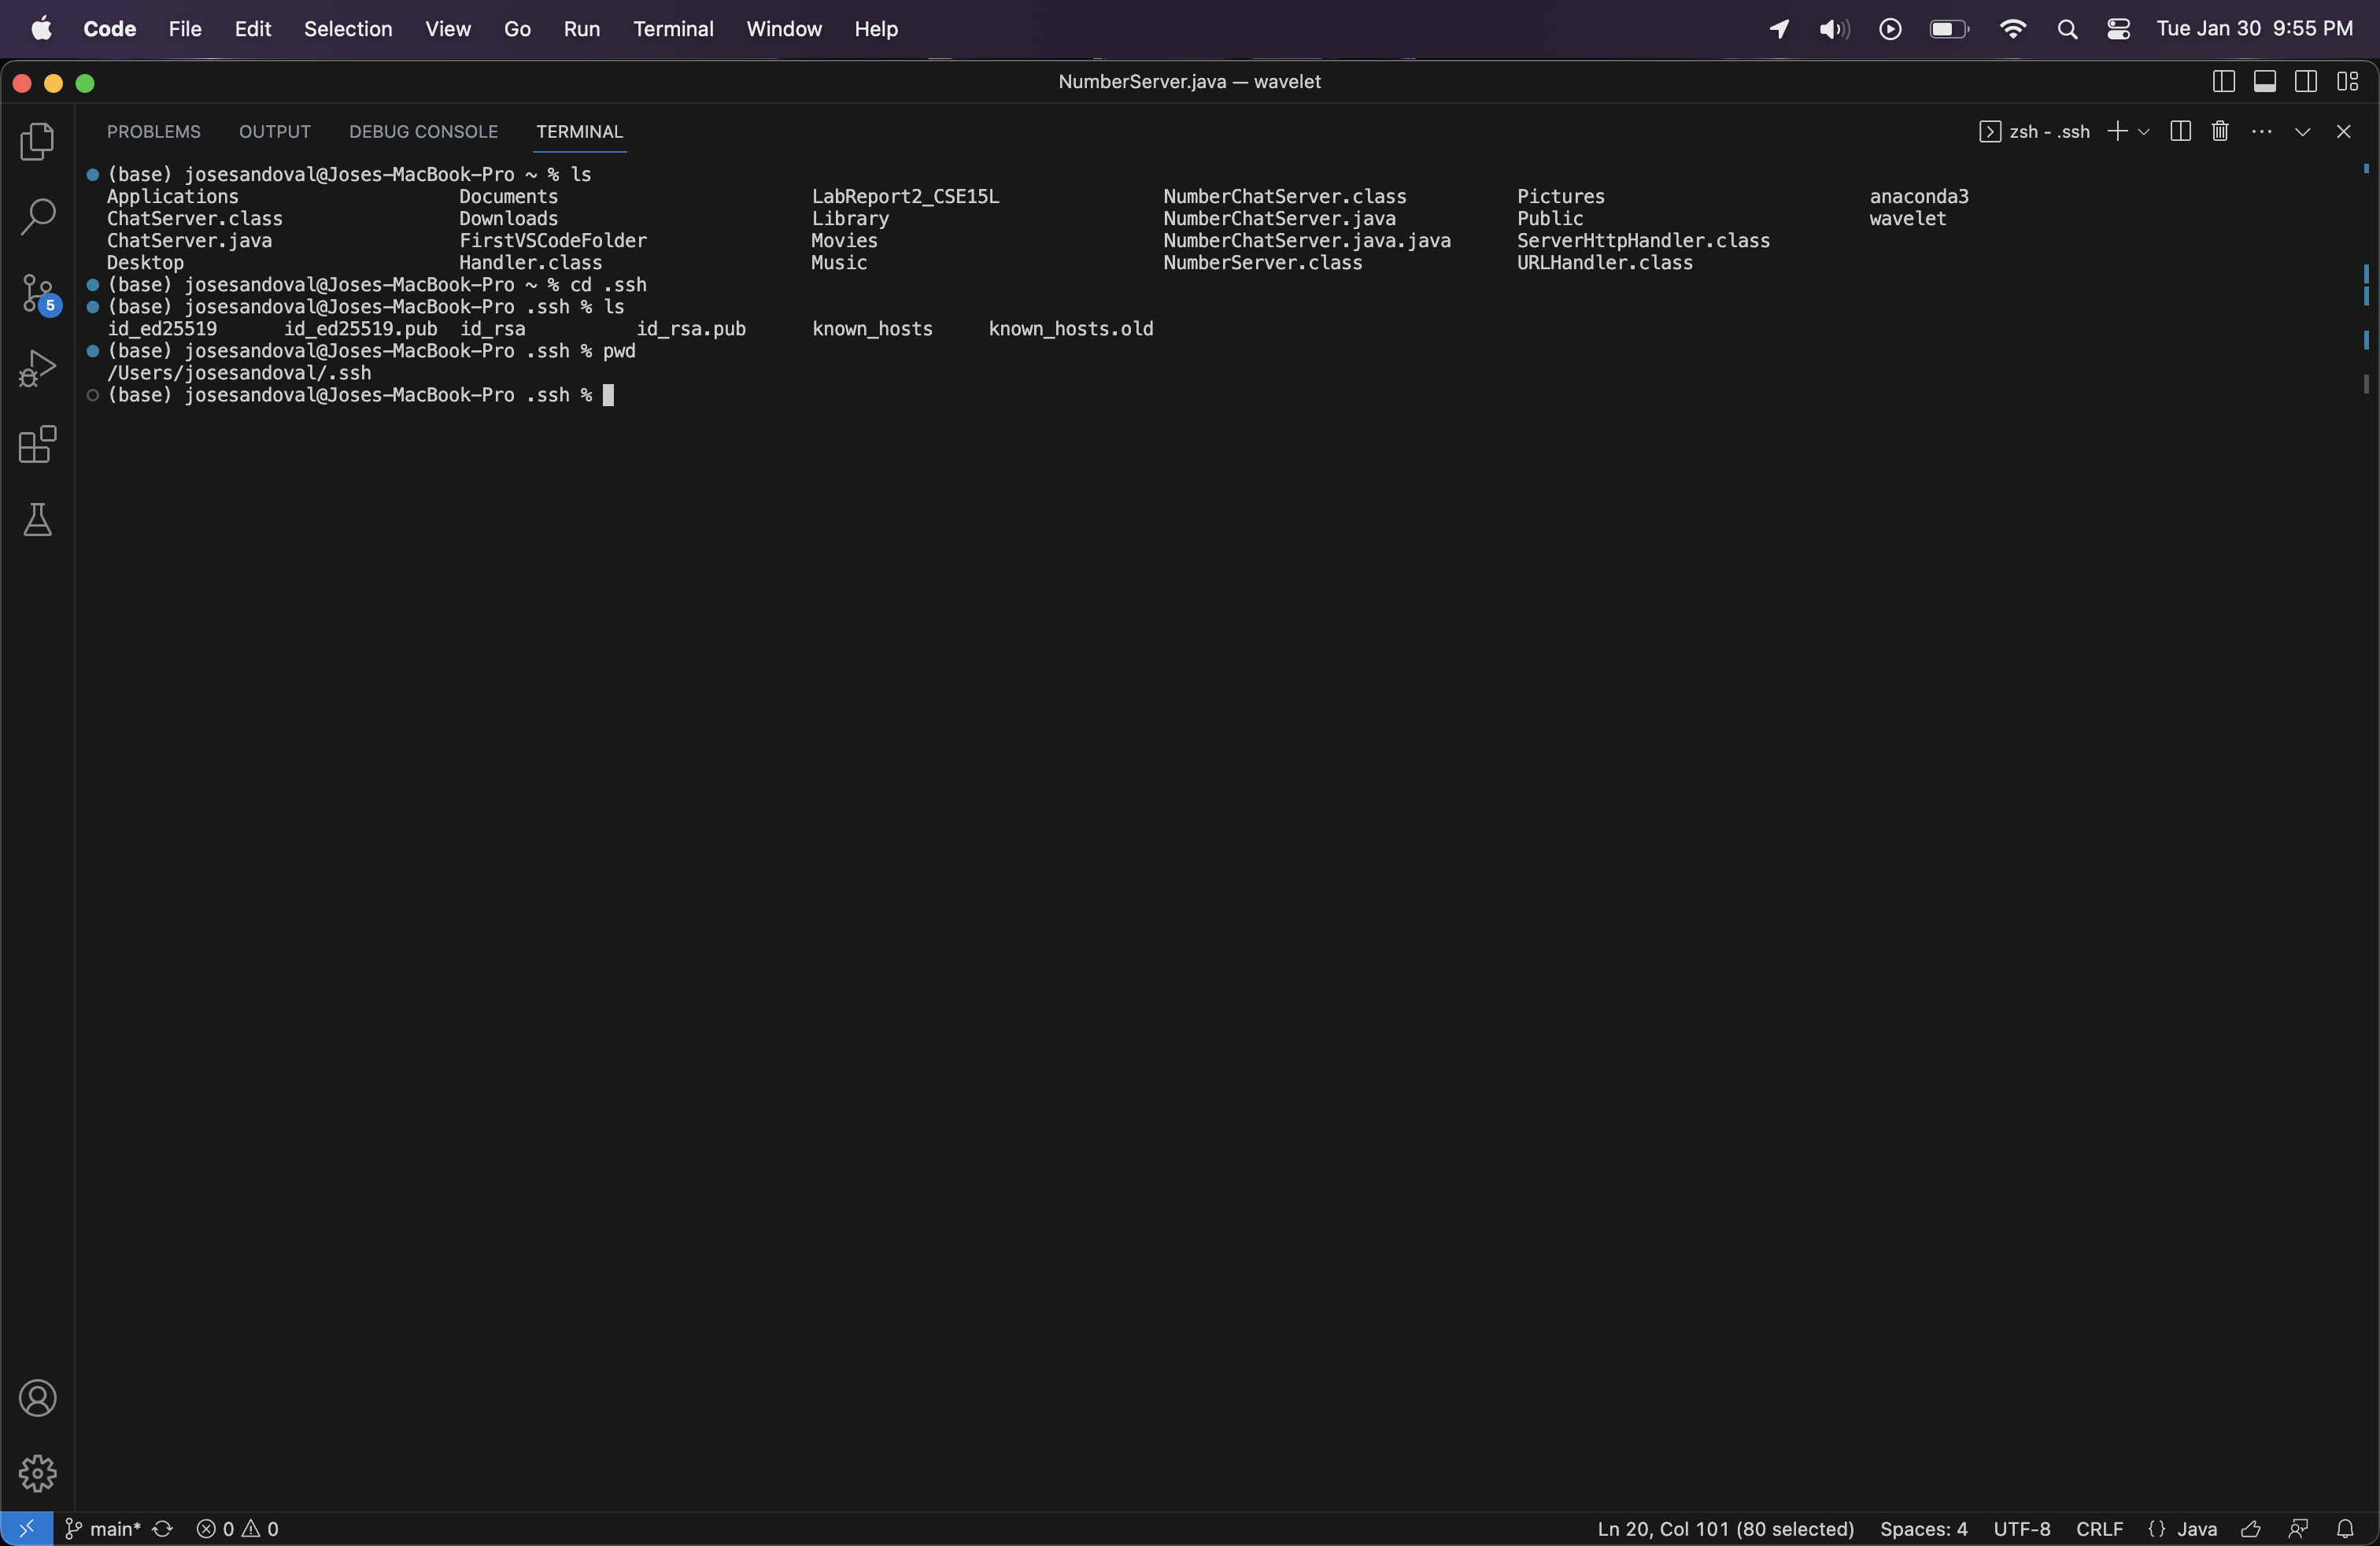 Code File Edit Selection View Go Run Terminal Window Help Tue Jan 30 9:55 PM
NumberServer.java — wavelet
PROBLEMS OUTPUT DEBUG CONSOLE TERMINAL zsh - .ssh
(base) josesandoval@Joses-MacBook-Pro ~ % ls
Applications Documents LabReport2_CSE15L NumberChatServer.class Pictures anaconda3
ChatServer.class Downloads Library NumberChatServer.java Public wavelet
ChatServer.java FirstVSCodeFolder Movies NumberChatServer.java.java ServerHttpHandler.class
Desktop Handler.class Music NumberServer.class URLHandler.class
(base) josesandoval@Joses-MacBook-Pro ~ % cd .ssh
(base) josesandoval@Joses-MacBook-Pro .ssh % ls
id_ed25519 id_ed25519.pub id_rsa id_rsa.pub known_hosts known_hosts.old
(base) josesandoval@Joses-MacBook-Pro .ssh % pwd
/Users/josesandoval/.ssh
(base) josesandoval@Joses-MacBook-Pro .ssh %
5
main* 0 0 Ln 20, Col 101 (80 selected) Spaces: 4 UTF-8 CRLF {} Java